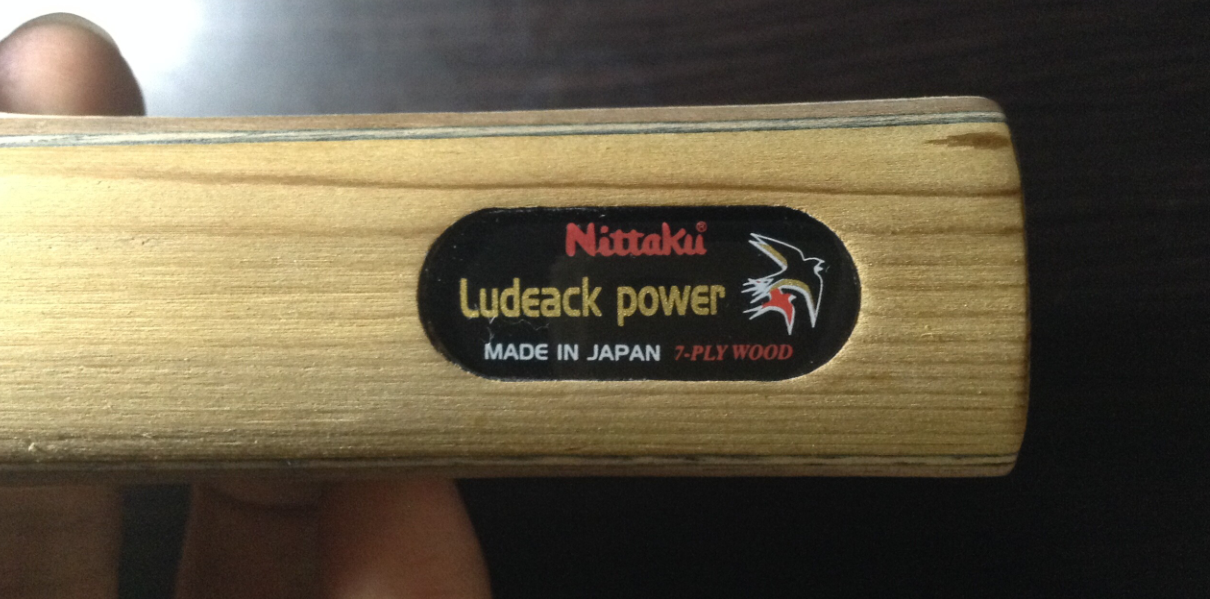 Nittaku®
Ludeack power
MADE IN JAPAN 7-PLY WOOD